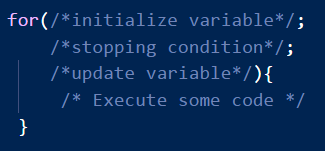 for(/*initialize variable*/;
/*stopping condition*/;
/*update variable*/){
/* Execute some code */
}